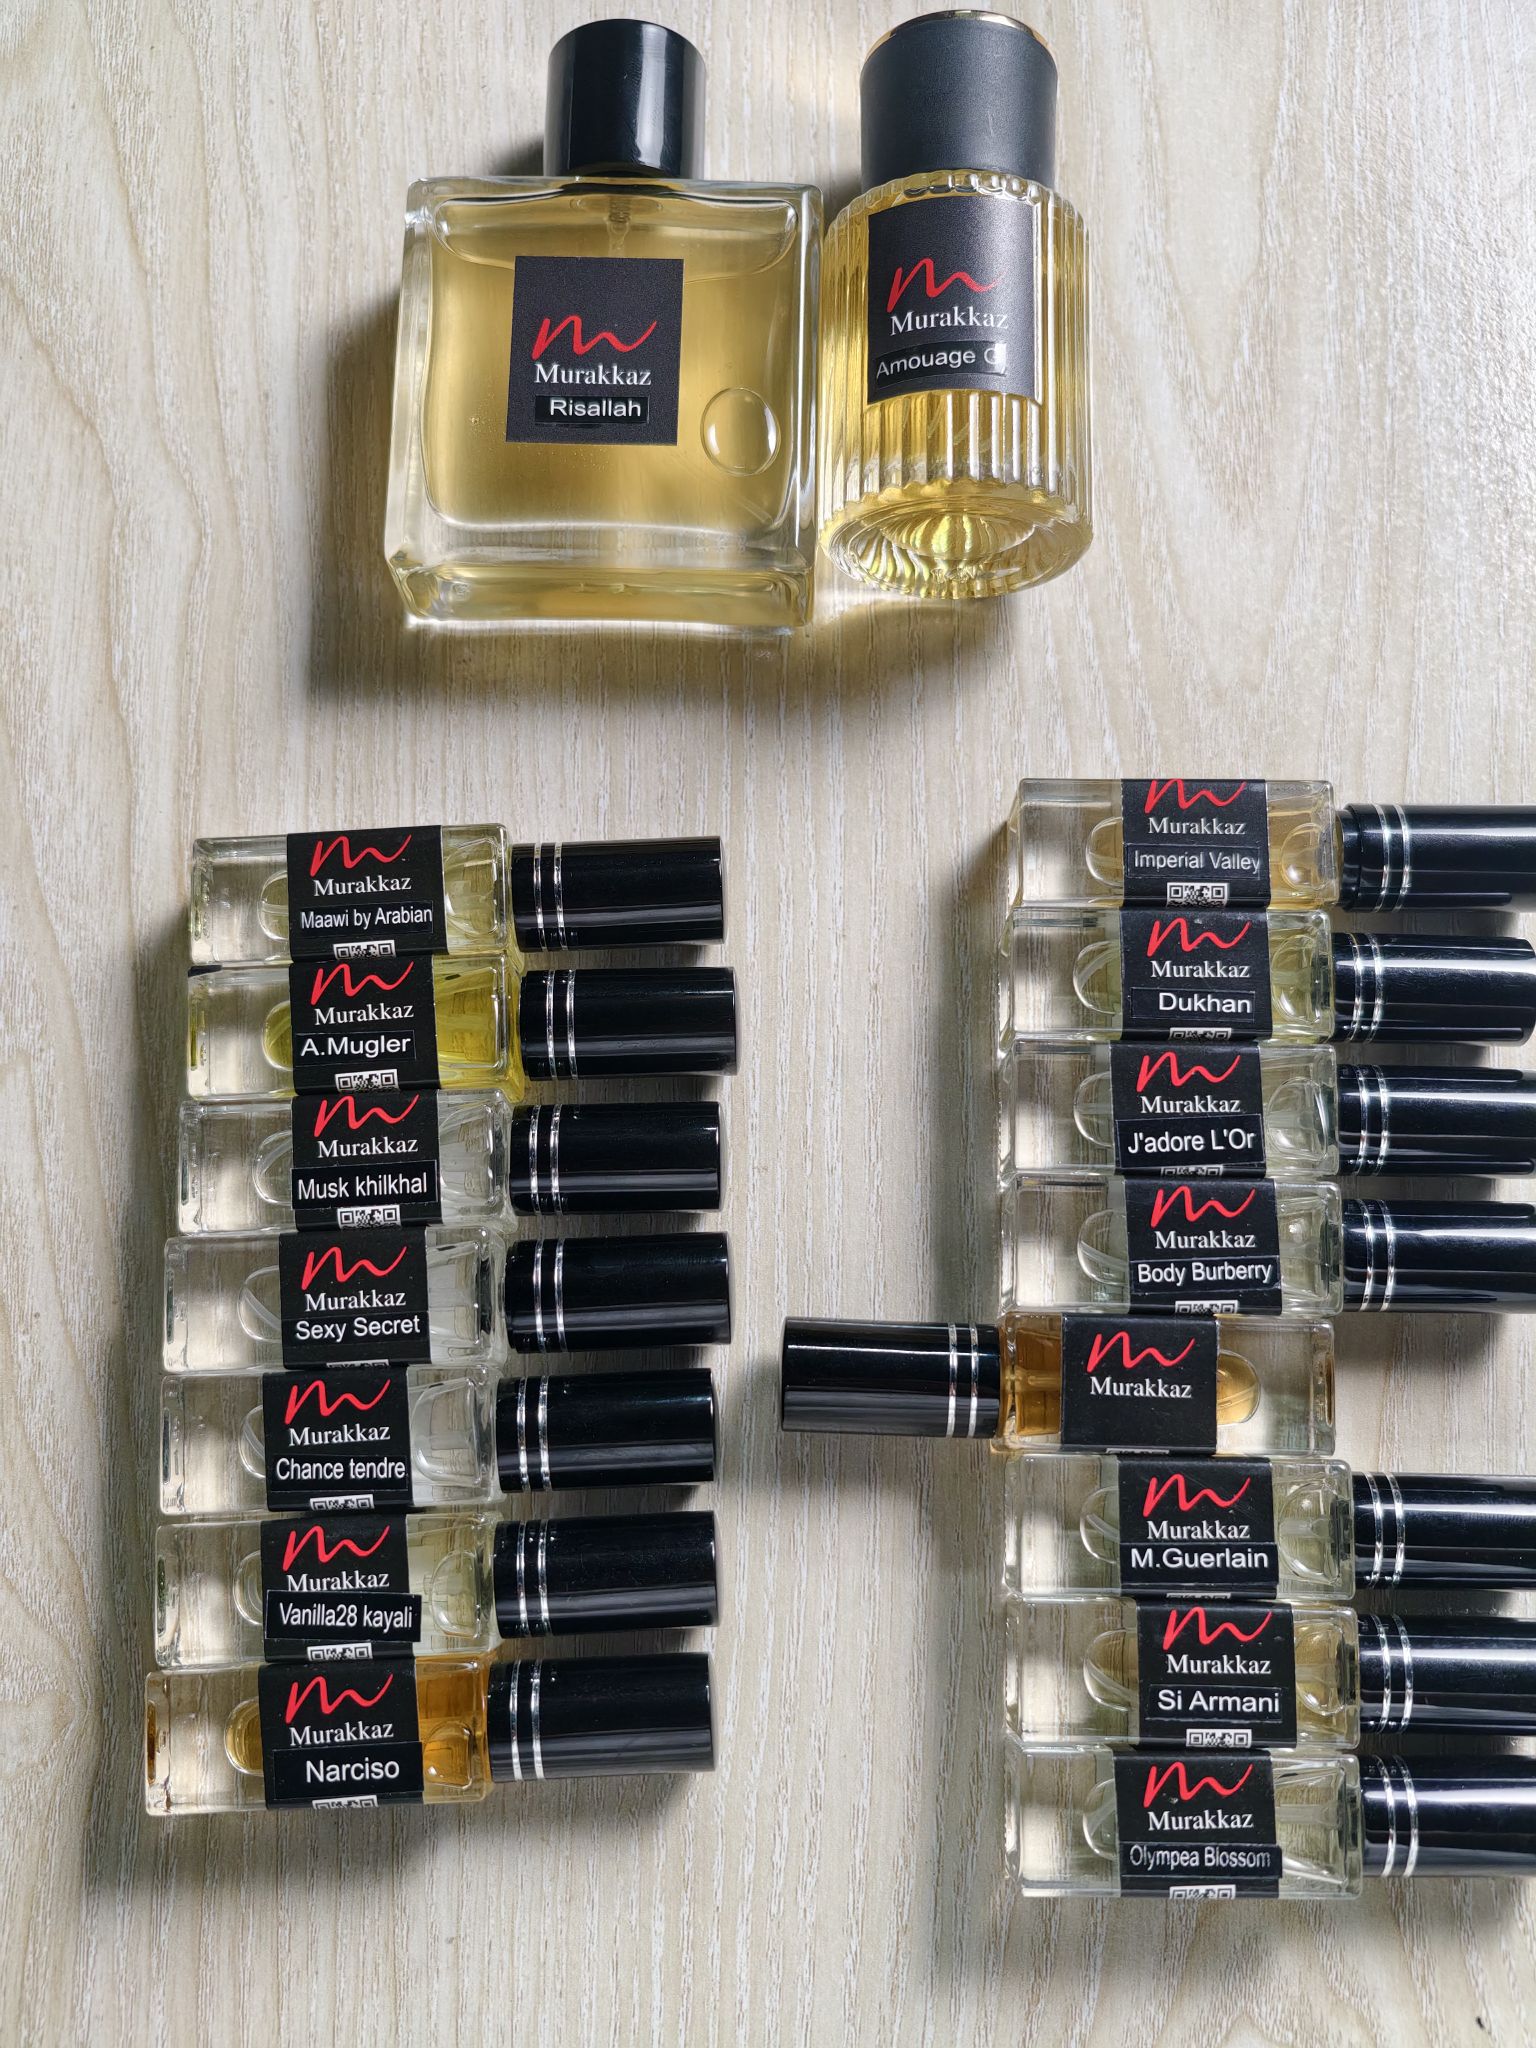 Murakkaz
Risallah
Murakkaz
Amouage G
Murakkaz
Maawi by Arabian
Murakkaz
A.Mugler
Murakkaz
Musk khilkhal
Murakkaz
Sexy Secret
Murakkaz
Chance tendre
Murakkaz
Vanilla28 kayali
Murakkaz
Narciso
Murakkaz
Imperial Valley
Murakkaz
Dukhan
Murakkaz
J'adore L'Or
Murakkaz
Body Burberry
Murakkaz
Murakkaz
M.Guerlain
Murakkaz
Si Armani
Murakkaz
Olympea Blossom